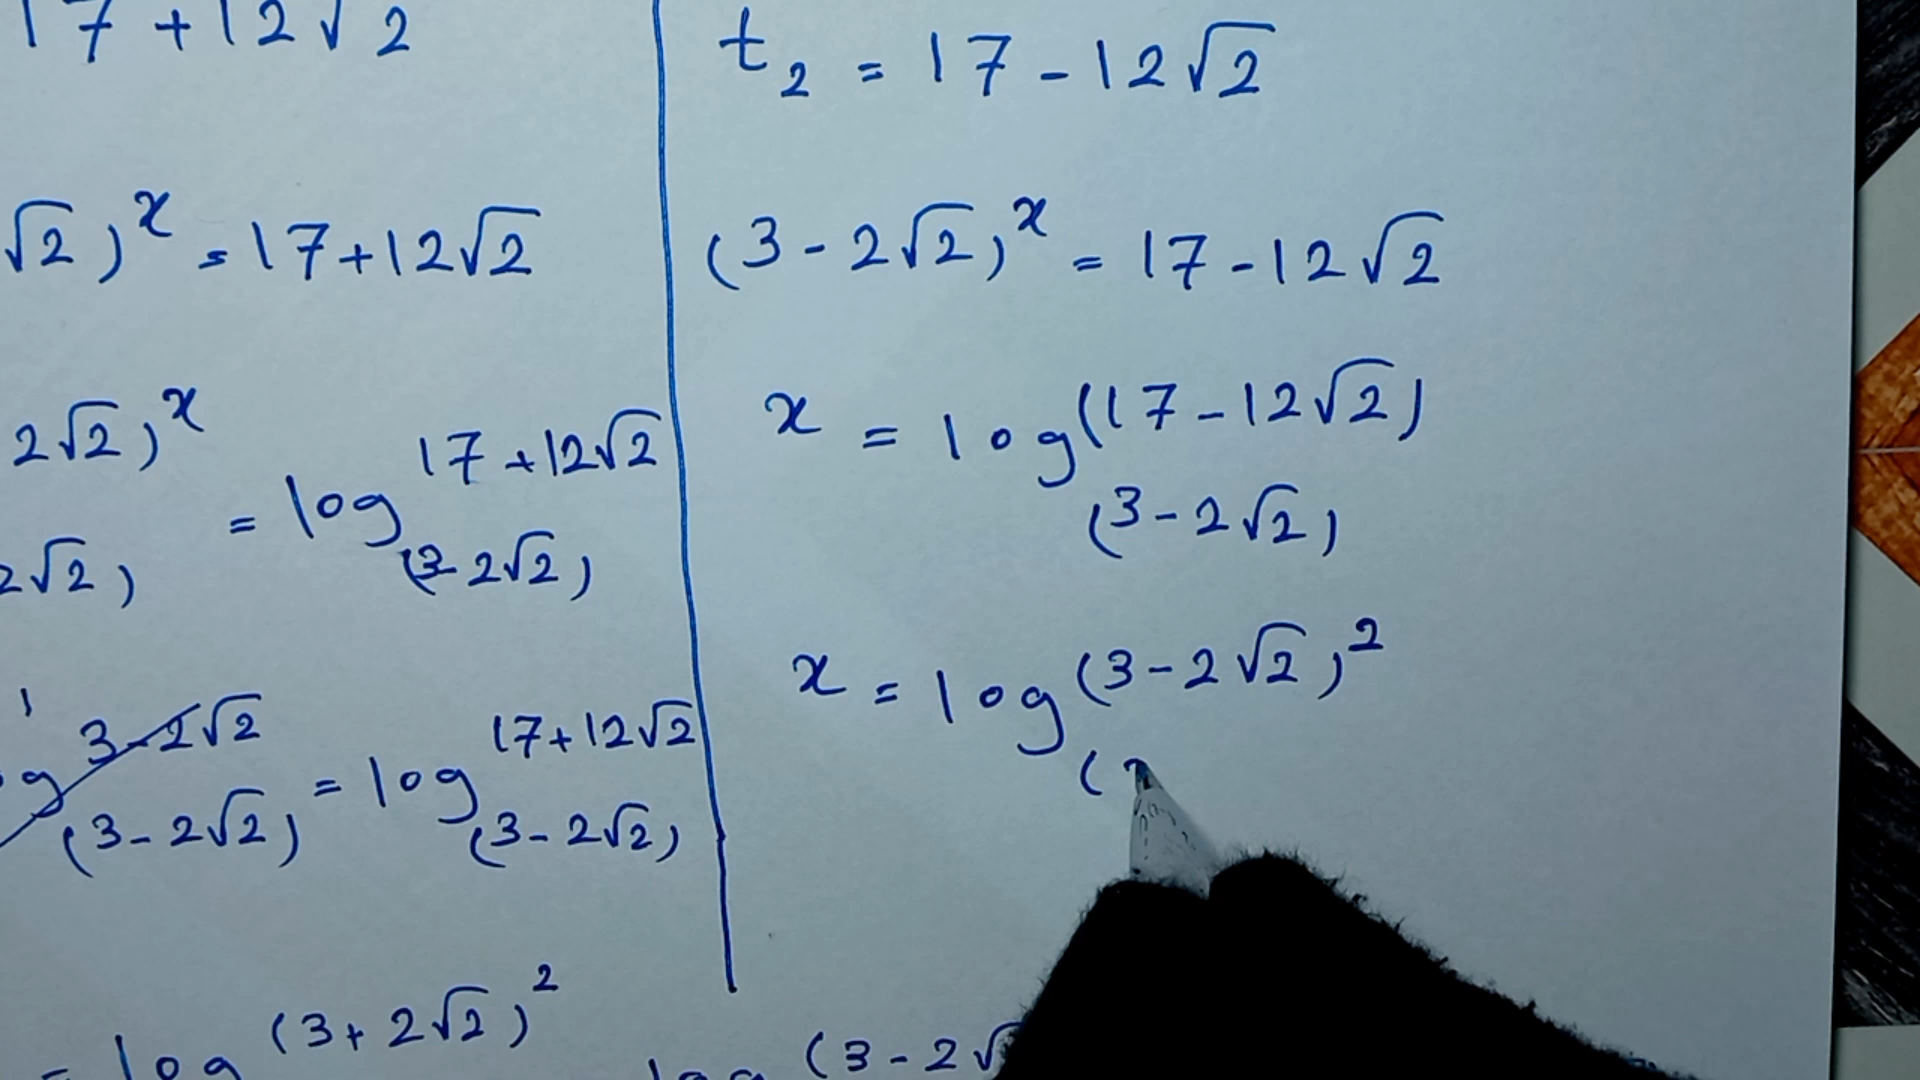 17 + 12√2
√2)ˣ = 17 + 12√2
2√2)ˣ = log 17 + 12√2
2√2) (3 - 2√2)
1
og 3 - 2√2 = log 17 + 12√2
(3 - 2√2) (3 - 2√2)
= log (3 + 2√2)²
t₂ = 17 - 12√2
(3 - 2√2)ˣ = 17 - 12√2
x = log (17 - 12√2)
(3 - 2√2)
x = log (3 - 2√2)²
(
log (3 - 2√